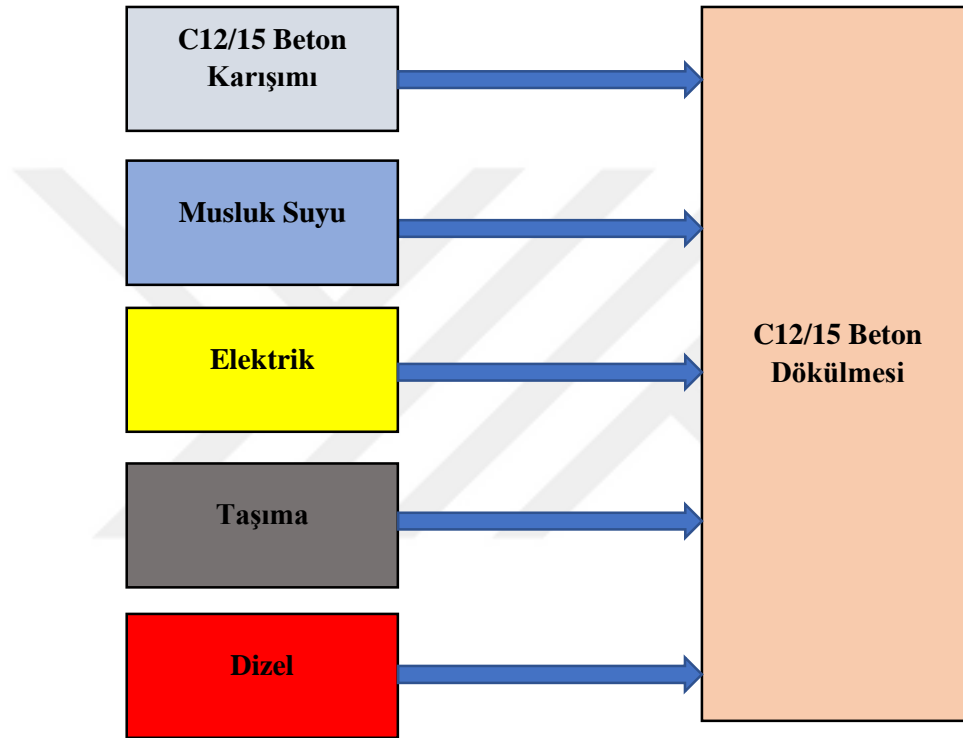 C12/15 Beton
Karışımı
Musluk Suyu
Elektrik
Taşıma
Dizel
C12/15 Beton
Dökülmesi